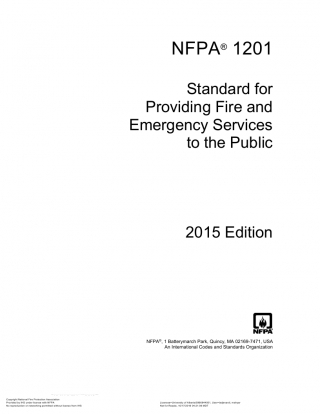 NFPA® 1201
Standard for
Providing Fire and
Emergency Services
to the Public
2015 Edition
NFPA
NFPA®, 1 Batterymarch Park, Quincy, MA 02169-7471, USA
An International Codes and Standards Organization